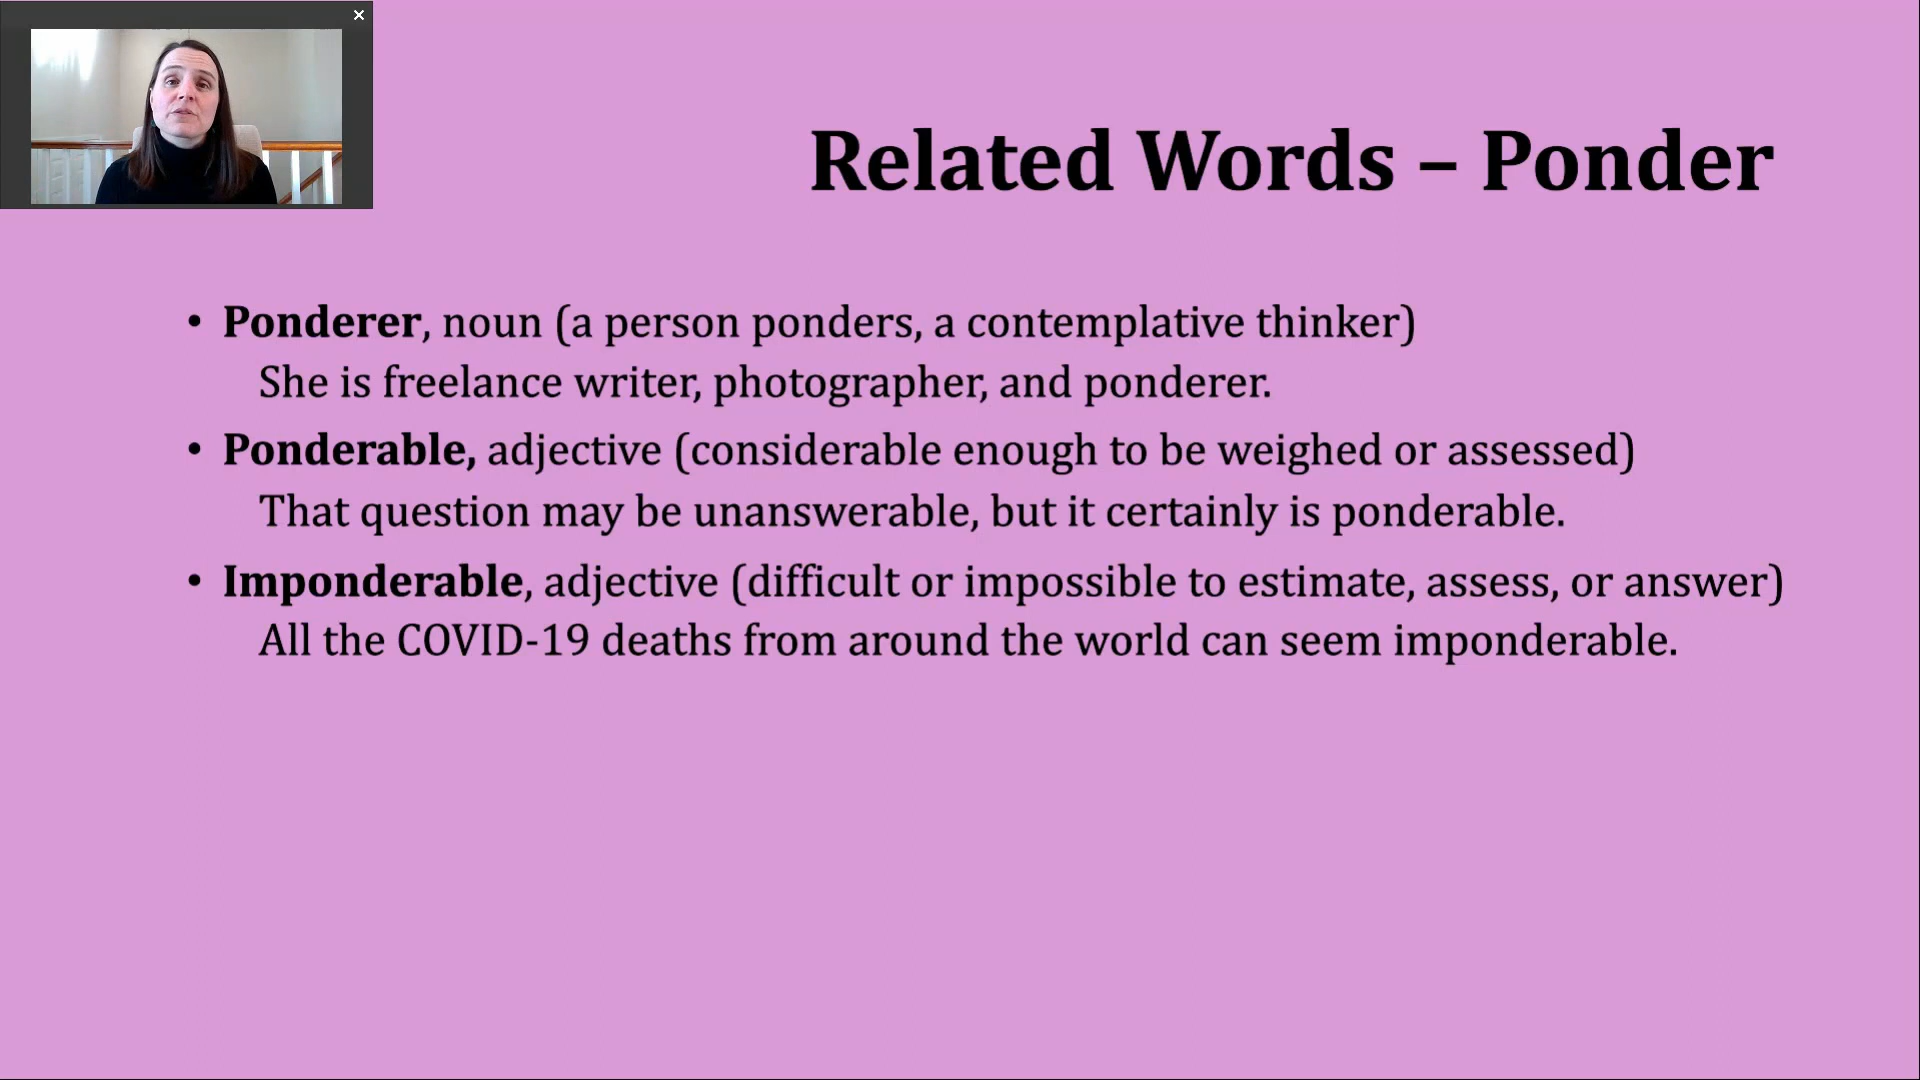 Related Words – Ponder
• Ponderer, noun (a person ponders, a contemplative thinker)
She is freelance writer, photographer, and ponderer.
• Ponderable, adjective (considerable enough to be weighed or assessed)
That question may be unanswerable, but it certainly is ponderable.
• Imponderable, adjective (difficult or impossible to estimate, assess, or answer)
All the COVID-19 deaths from around the world can seem imponderable.